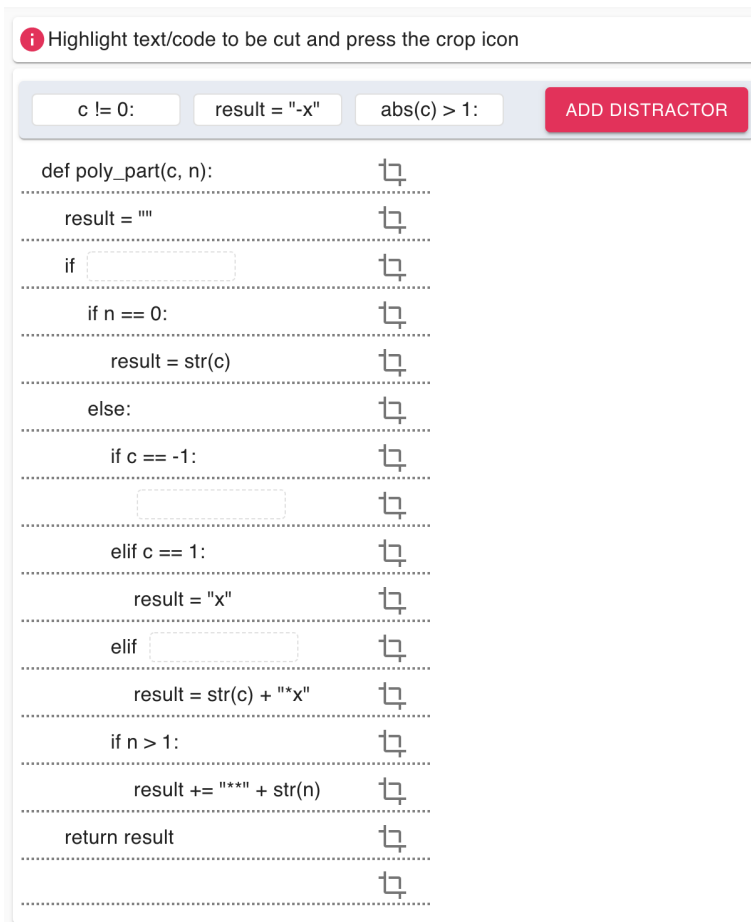 Highlight text/code to be cut and press the crop icon
c != 0: result = "-x" abs(c) > 1: ADD DISTRACTOR
def poly_part(c, n):
result = ""
if
if n == 0:
result = str(c)
else:
if c == -1:
elif c == 1:
result = "x"
elif
result = str(c) + "*x"
if n > 1:
result += "**" + str(n)
return result